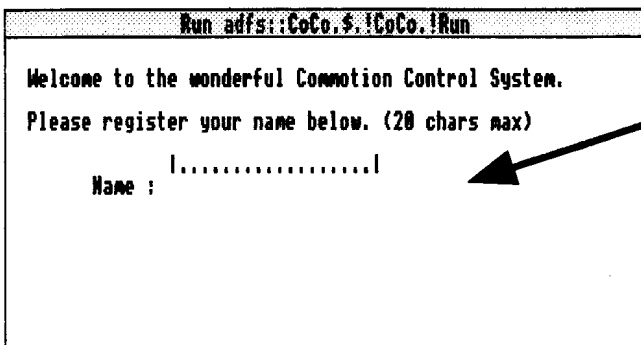 Run adfs::CoCo.$.!CoCo.!Run
Welcome to the wonderful Commotion Control System.
Please register your name below. (20 chars max)
|..................|
Name :